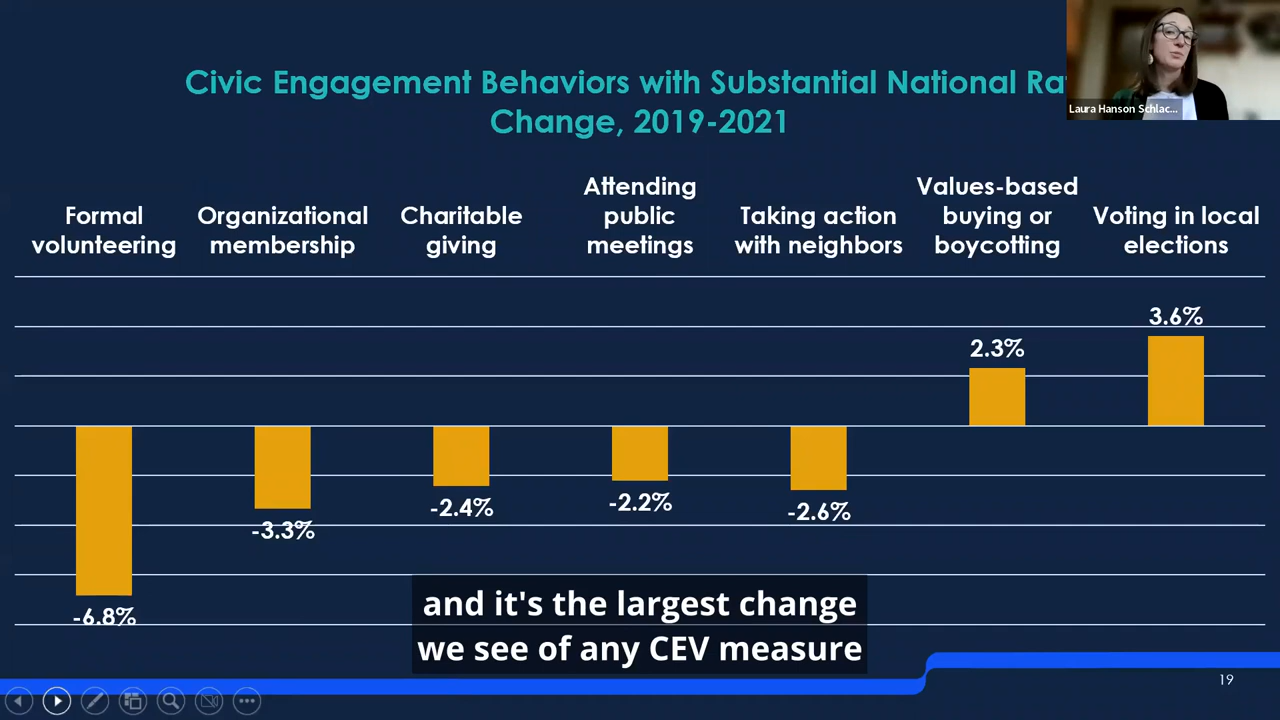 Civic Engagement Behaviors with Substantial National
Change, 2019-2021
Laura Hanson Schlac...
Formal
volunteering
Organizational
membership
Charitable
giving
Attending
public
meetings
Taking action
with neighbors
Values-based
buying or
boycotting
Voting in local
elections
-6.8%
-3.3%
-2.4%
-2.2%
-2.6%
2.3%
3.6%
and it's the largest change
we see of any CEV measure
19